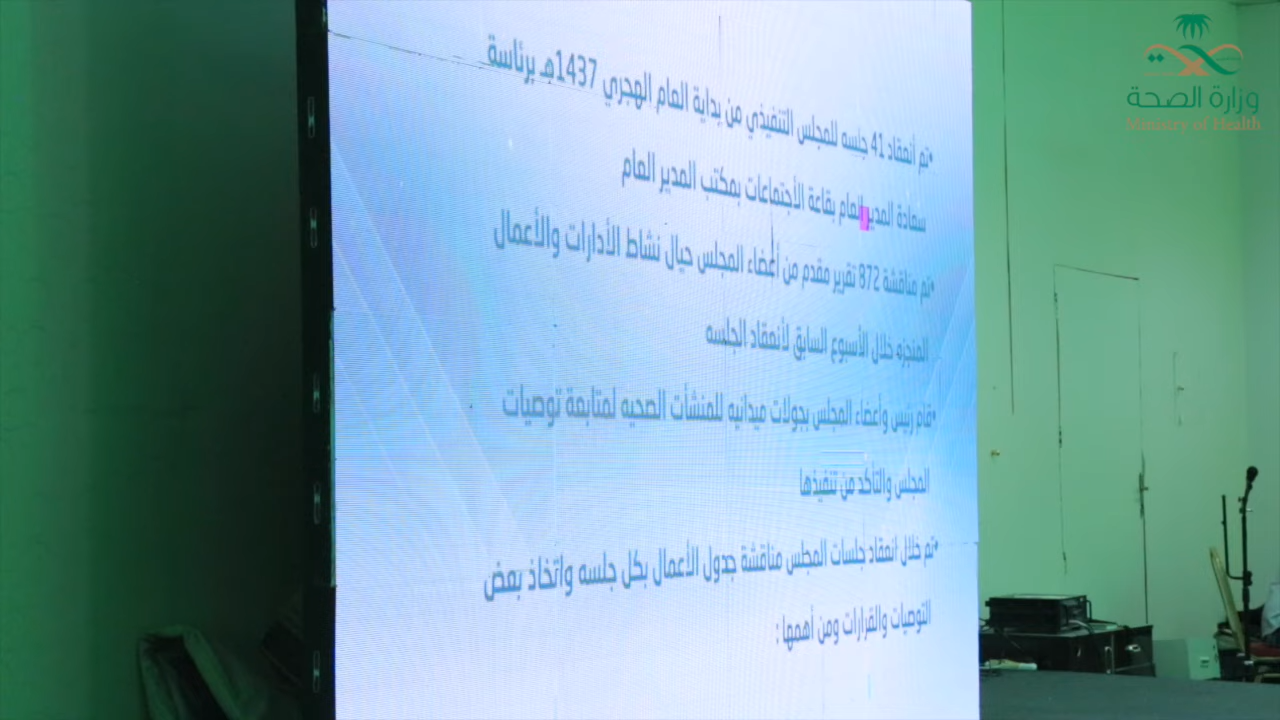 •تم أنعقاد 41 جلسه للمجلس التنفيذي من بداية العام الهجري 1437هـ برئاسة
سعادة المدير العام بقاعة الأجتماعات بمكتب المدير العام
•تم مناقشة 872 تقرير مقدم من أعضاء المجلس حيال نشاط الأدارات والأعمال
المنجزه خلال الأسبوع السابق لأنعقاد الجلسه
•قام رئيس وأعضاء المجلس بجولات ميدانيه للمنشأت الصحيه لمتابعة توصيات
المجلس والتأكد من تنفيذها
•تم خلال انعقاد جلسات المجلس مناقشة جدول الأعمال بكل جلسه واتخاذ بعض
التوصيات والقرارات ومن أهمها :
وزارة الصحة
Ministry of Health